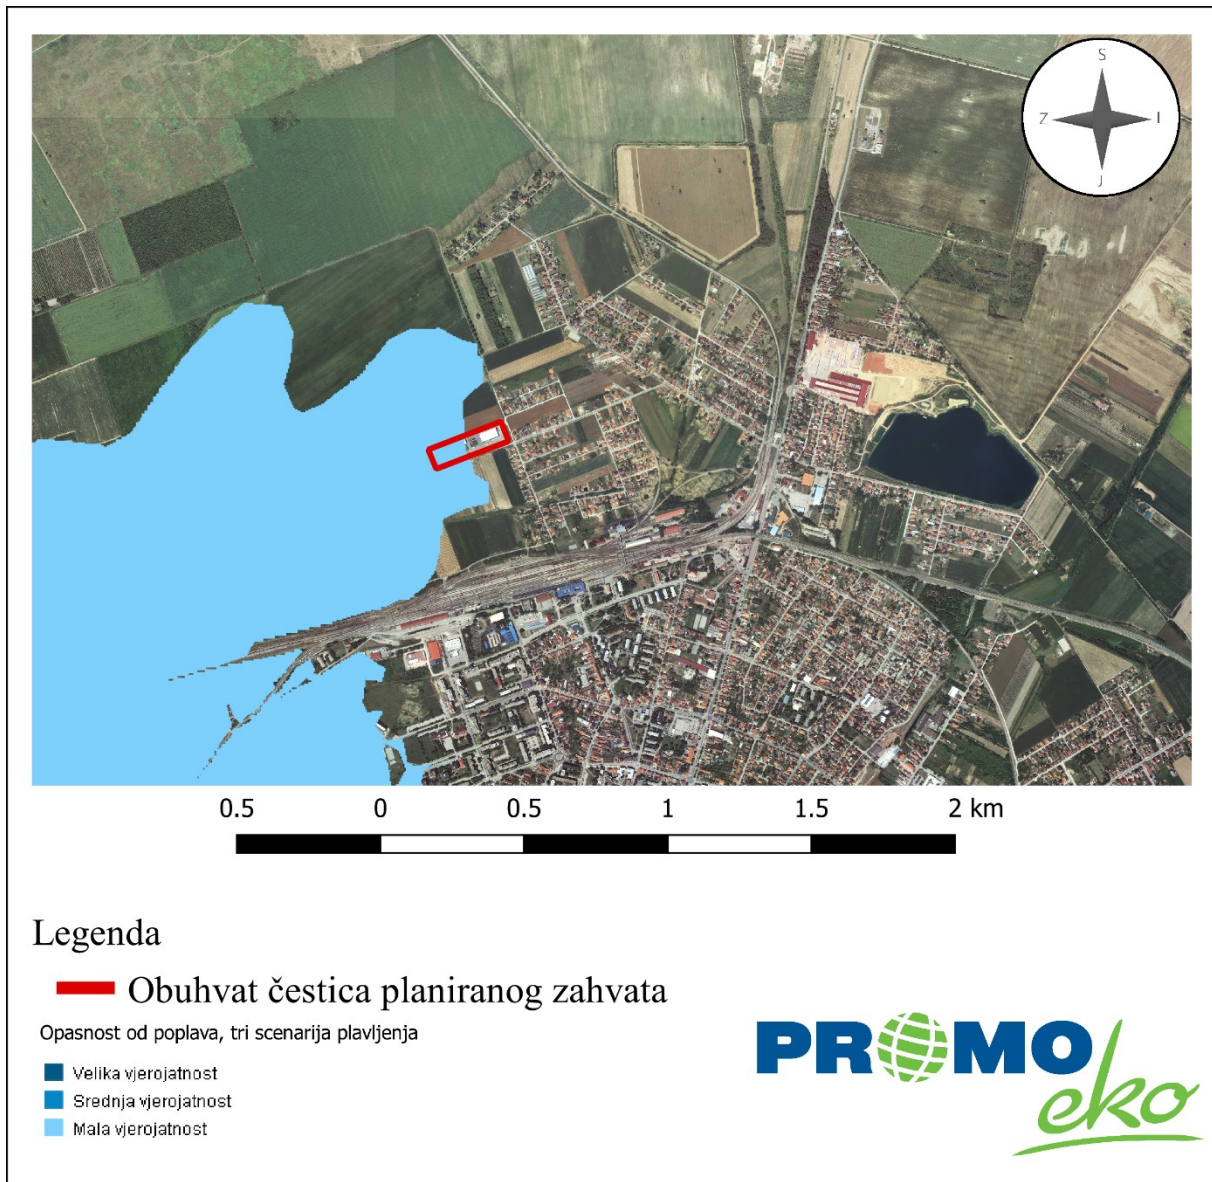 S
Z I
J
0.5 0 0.5 1 1.5 2 km
Legenda
Obuhvat čestica planiranog zahvata
Opasnost od poplava, tri scenarija plavljenja
Velika vjerojatnost
Srednja vjerojatnost
Mala vjerojatnost
PROMO
eko